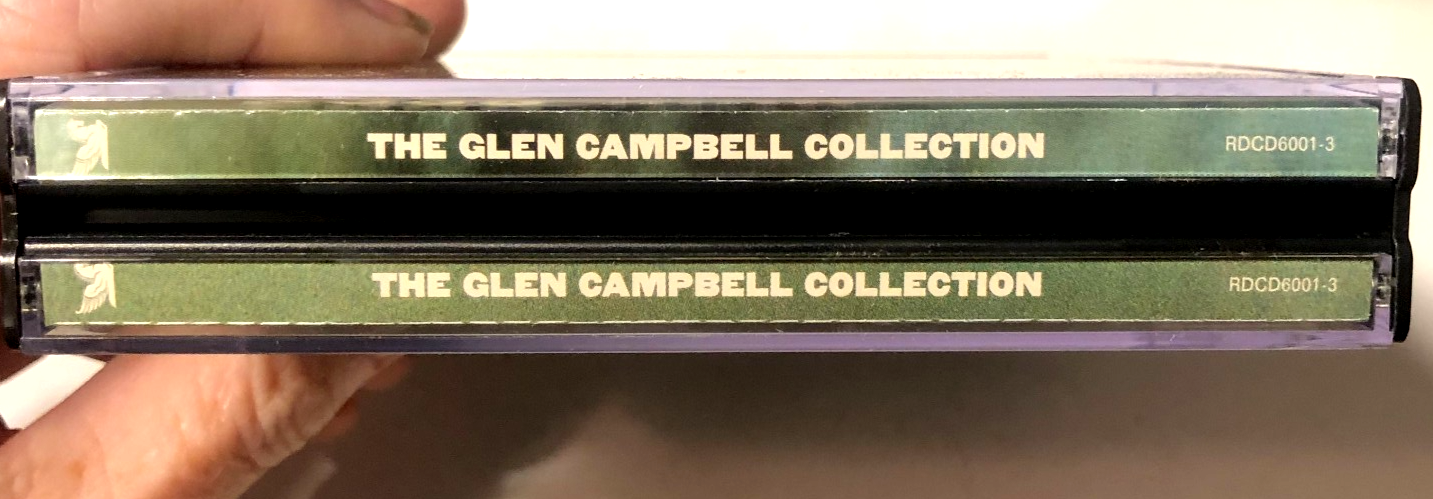 THE GLEN CAMPBELL COLLECTION RDCD6001-3
THE GLEN CAMPBELL COLLECTION RDCD6001-3